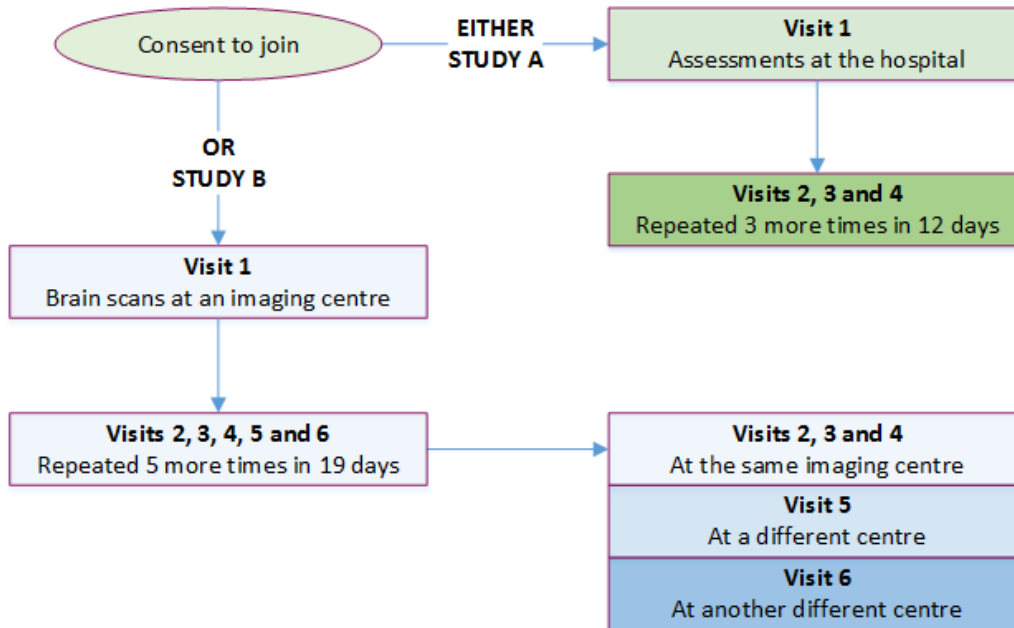 Consent to join
EITHER
STUDY A
Visit 1
Assessments at the hospital
Visits 2, 3 and 4
Repeated 3 more times in 12 days
OR
STUDY B
Visit 1
Brain scans at an imaging centre
Visits 2, 3, 4, 5 and 6
Repeated 5 more times in 19 days
Visits 2, 3 and 4
At the same imaging centre
Visit 5
At a different centre
Visit 6
At another different centre